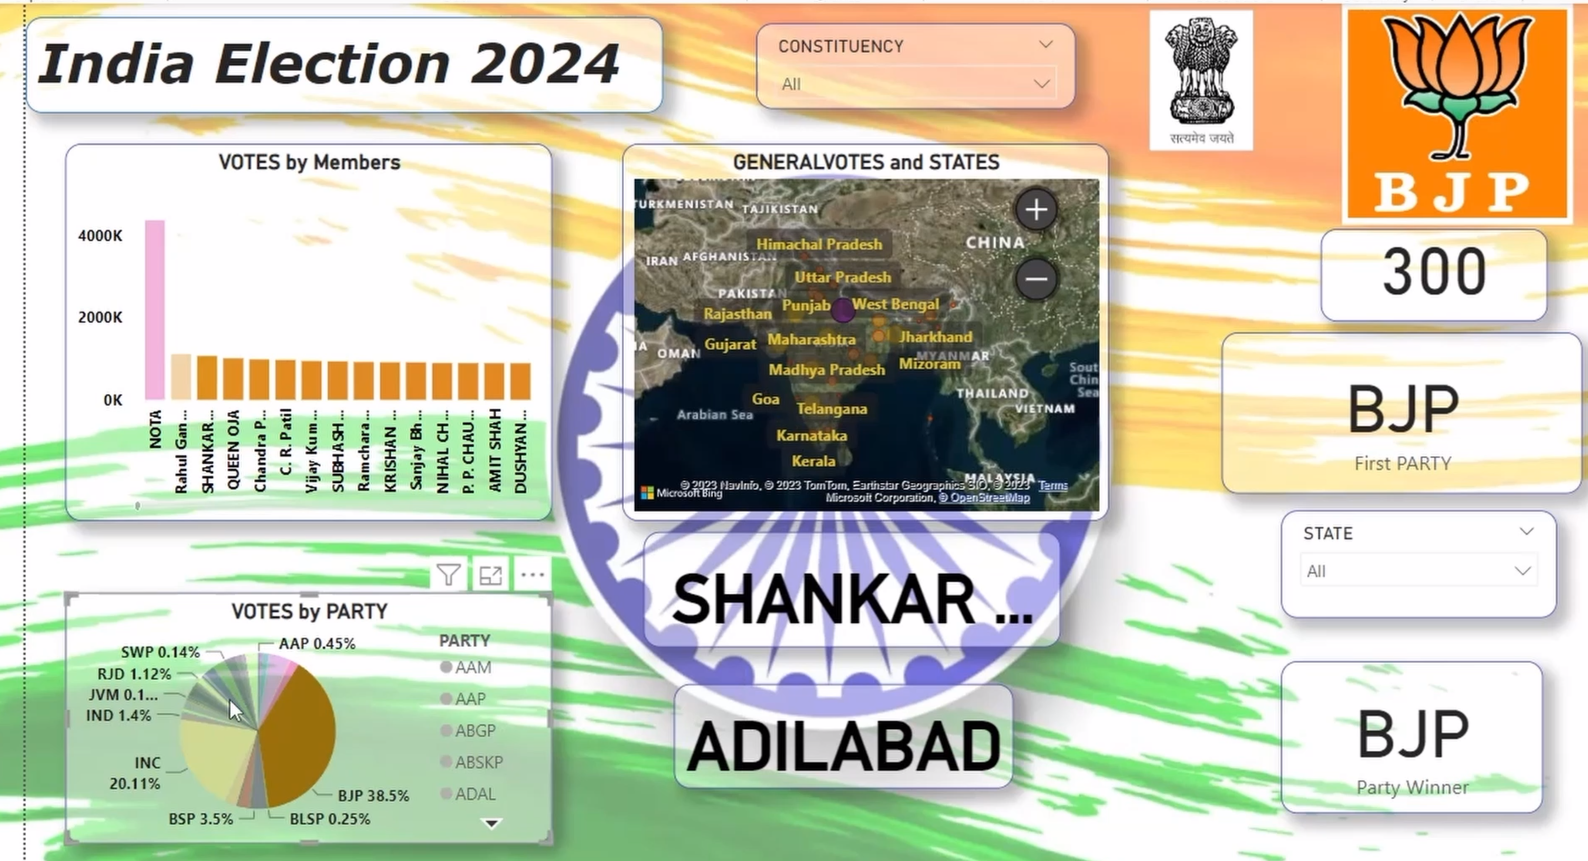 India Election 2024
CONSTITUENCY
All
सत्यमेव जयते
BJP
VOTES by Members
4000K
2000K
0K
NOTA
Rahul Gan...
SHANKAR...
QUEEN OJA
Chandra P...
C. R. Patil
Vijay Kum...
SUBHASH...
Ramchara...
KRISHAN ...
Sanjay Bh...
NIHAL CH...
P. P. CHAU...
AMIT SHAH
DUSHYAN...
GENERALVOTES and STATES
TURKMENISTAN
TAJIKISTAN
Himachal Pradesh
CHINA
IRAN
AFGHANISTAN
Uttar Pradesh
PAKISTAN
Punjab
West Bengal
Rajasthan
Gujarat
Maharashtra
Jharkhand
OMAN
MYANMAR
Madhya Pradesh
Mizoram
South
Chin
Sea
THAILAND
Goa
Telangana
VIETNAM
Arabian Sea
Karnataka
Kerala
MALAYSIA
Microsoft Bing
© 2023 NavInfo, © 2023 TomTom, Earthstar Geographics SIO, © 2023 Terms
Microsoft Corporation, © OpenStreetMap
300
BJP
First PARTY
STATE
All
SHANKAR ...
ADILABAD
BJP
Party Winner
VOTES by PARTY
AAP 0.45%
SWP 0.14%
RJD 1.12%
JVM 0.1...
IND 1.4%
INC
20.11%
BSP 3.5%
BLSP 0.25%
BJP 38.5%
PARTY
AAM
AAP
ABGP
ABSKP
ADAL